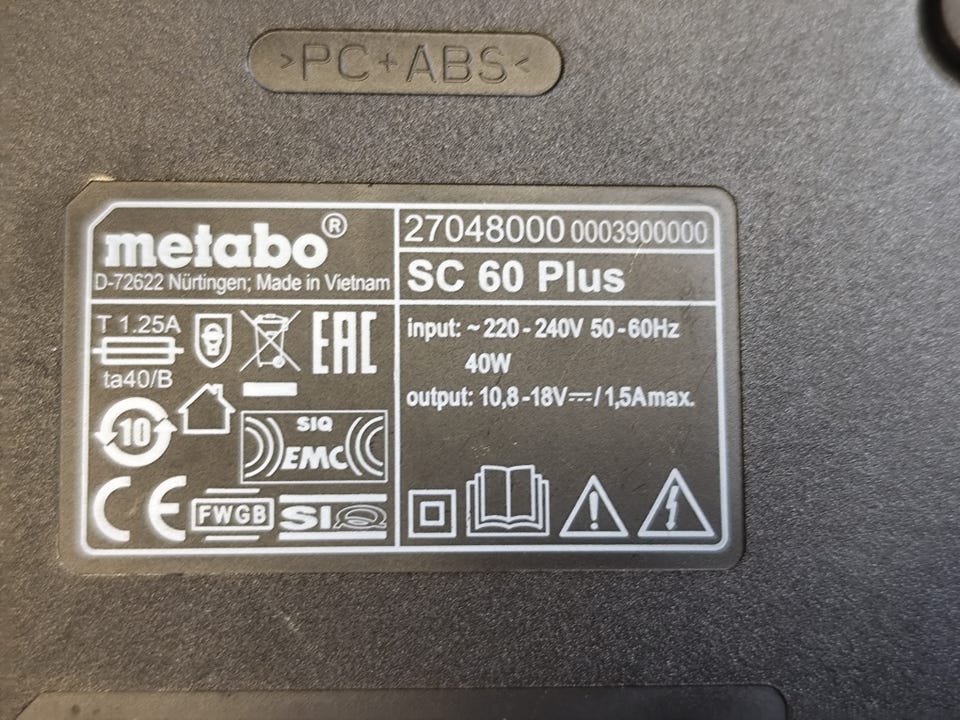 >PC+ABS<
metabo®
D-72622 Nürtingen; Made in Vietnam
27048000 0003900000
SC 60 Plus
T 1.25A
ta40/B
EAC
10
SIQ
EMC
CE
FWGB
SIQ
input: ~220-240V 50-60Hz
40W
output: 10,8-18V⎓/1,5Amax.